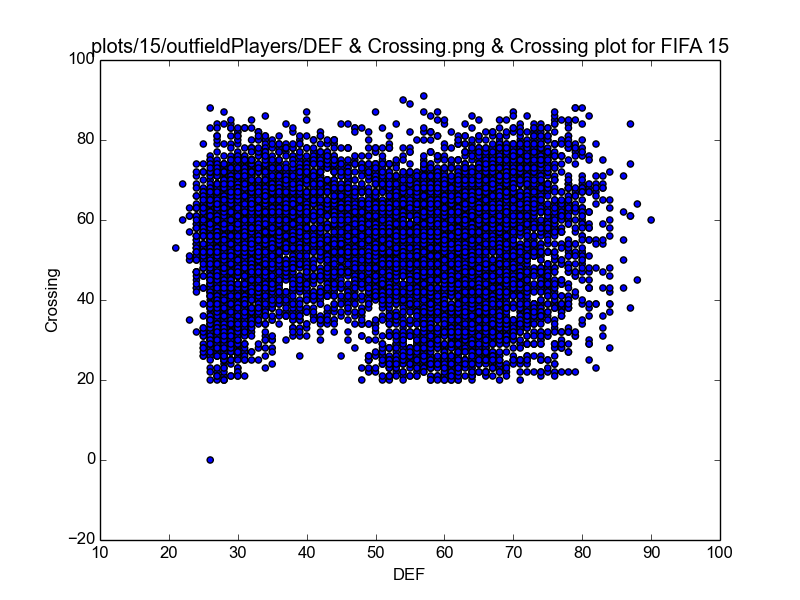 plots/15/outfieldPlayers/DEF & Crossing.png & Crossing plot for FIFA 15
100
80
60
40
20
0
−20
Crossing
10 20 30 40 50 60 70 80 90 100
DEF